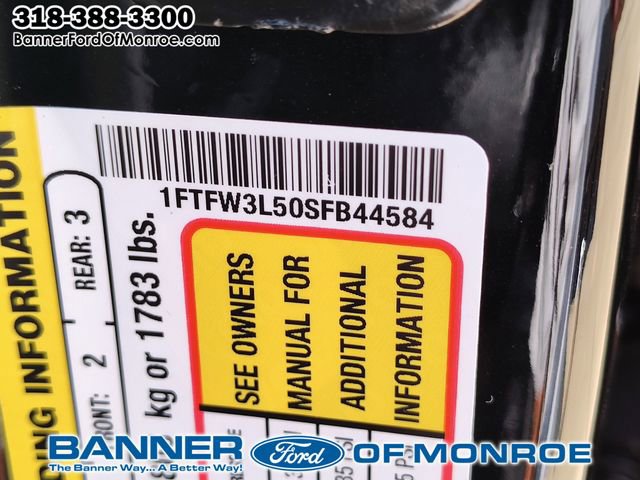 318-388-3300
BannerFordOfMonroe.com
1FTFW3L50SFB44584
INFORMATION
FRONT: 2 REAR: 3
kg or 1783 lbs.
SEE OWNERS
MANUAL FOR
ADDITIONAL
INFORMATION
BANNER Ford OF MONROE
The Banner Way... A Better Way!